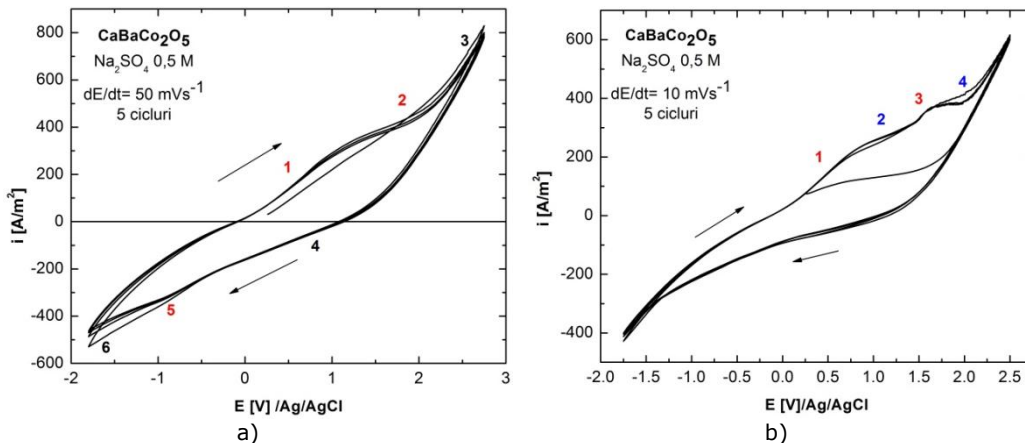 CaBaCo₂O₅
Na₂SO₄ 0,5 M
dE/dt= 50 mVs⁻¹
5 cicluri
i [A/m²]
800
600
400
200
0
-200
-400
-600
1
2
3
4
5
6
-2
-1
0
1
2
3
E [V] /Ag/AgCl
a)
CaBaCo₂O₅
Na₂SO₄ 0,5 M
dE/dt= 10 mVs⁻¹
5 cicluri
i [A/m²]
600
400
200
0
-200
-400
1
2
3
4
-2.0
-1.5
-1.0
-0.5
0.0
0.5
1.0
1.5
2.0
2.5
E [V]/Ag/AgCl
b)